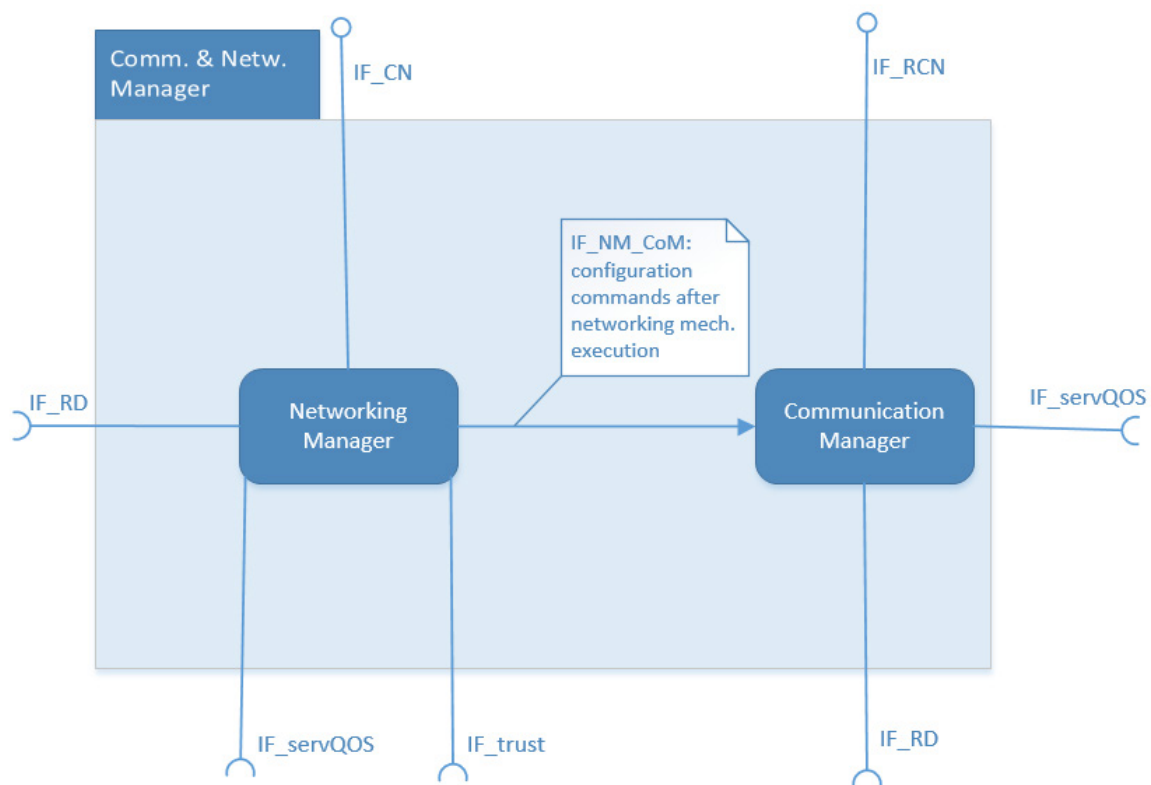 Comm. & Netw.
Manager
IF_CN
IF_RCN
IF_NM_CoM:
configuration
commands after
networking mech.
execution
IF_RD
Networking
Manager
Communication
Manager
IF_servQOS
IF_servQOS
IF_trust
IF_RD